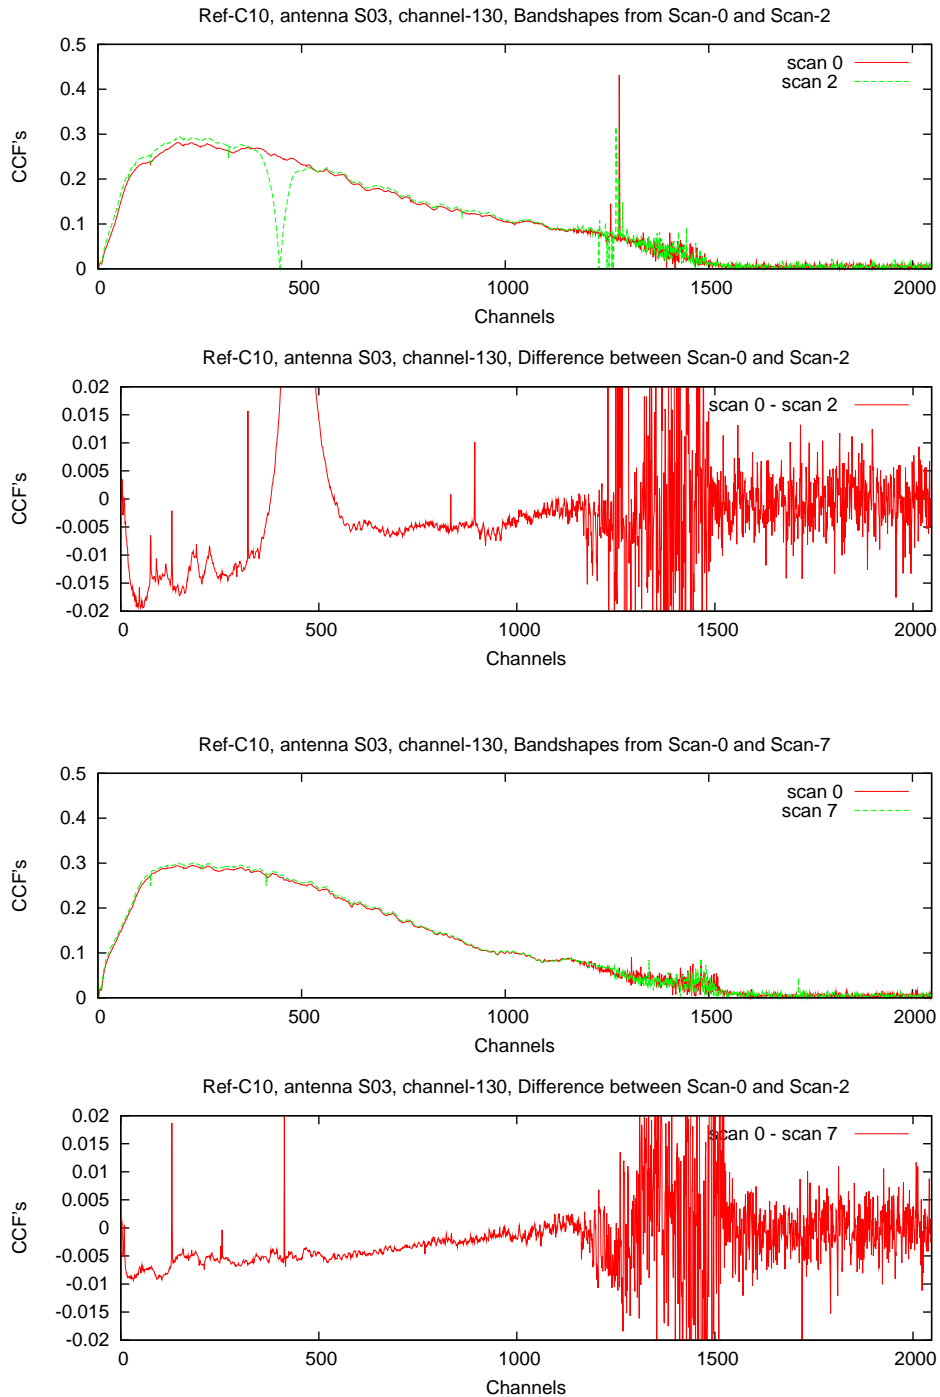 Ref-C10, antenna S03, channel-130, Bandshapes from Scan-0 and Scan-2
0.5
0.4
0.3
0.2
0.1
0
CCF's
scan 0
scan 2
0 500 1000 1500 2000
Channels
Ref-C10, antenna S03, channel-130, Difference between Scan-0 and Scan-2
0.02
0.015
0.01
0.005
0
-0.005
-0.01
-0.015
-0.02
CCF's
scan 0 - scan 2
0 500 1000 1500 2000
Channels
Ref-C10, antenna S03, channel-130, Bandshapes from Scan-0 and Scan-7
0.5
0.4
0.3
0.2
0.1
0
CCF's
scan 0
scan 7
0 500 1000 1500 2000
Channels
Ref-C10, antenna S03, channel-130, Difference between Scan-0 and Scan-2
0.02
0.015
0.01
0.005
0
-0.005
-0.01
-0.015
-0.02
CCF's
scan 0 - scan 7
0 500 1000 1500 2000
Channels